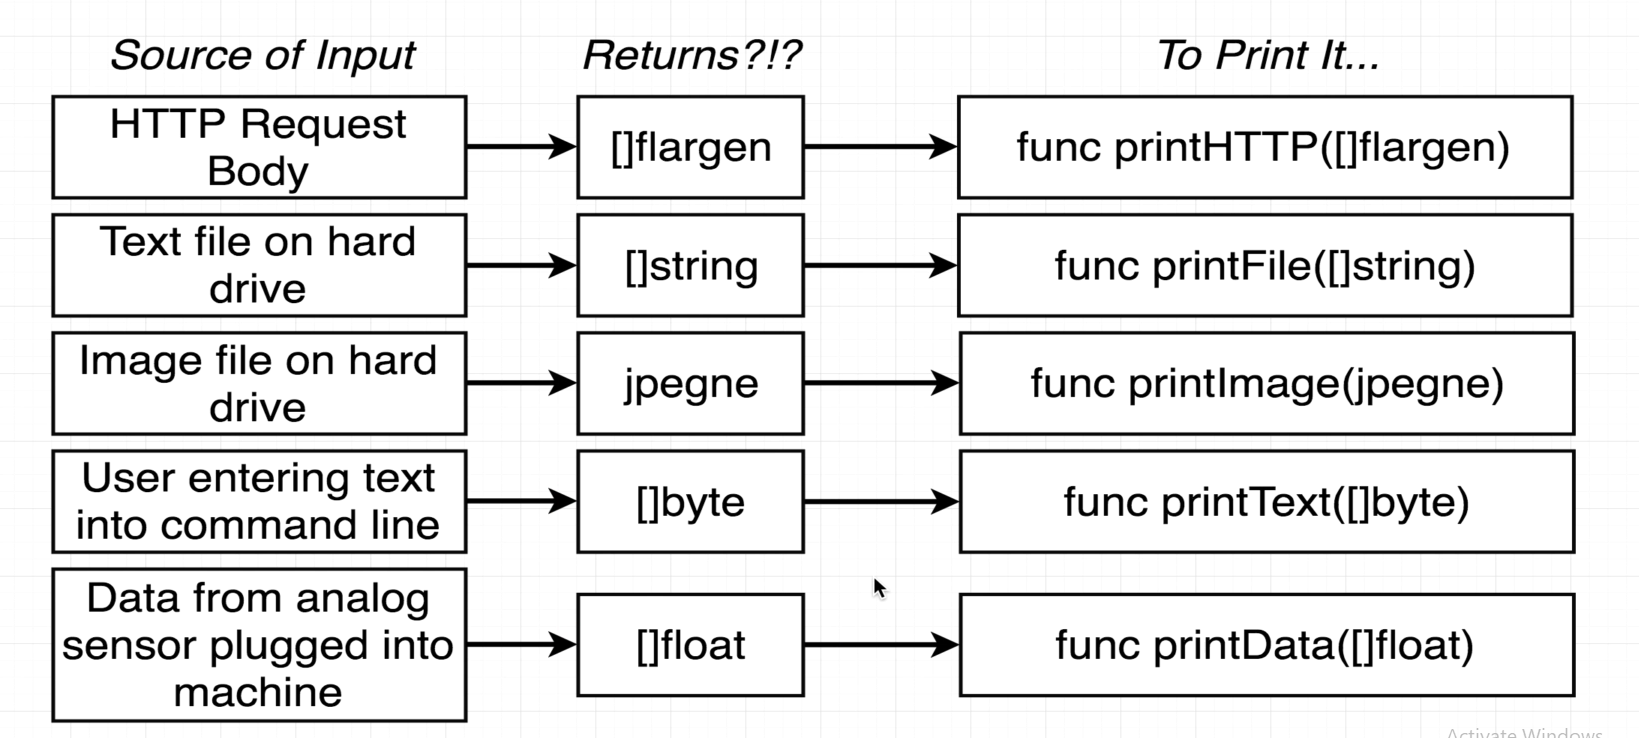 Source of Input
Returns?!?
To Print It...
HTTP Request
Body
[]flargen
func printHTTP([]flargen)
Text file on hard
drive
[]string
func printFile([]string)
Image file on hard
drive
jpegne
func printImage(jpegne)
User entering text
into command line
[]byte
func printText([]byte)
Data from analog
sensor plugged into
machine
[]float
func printData([]float)
Activate Windows